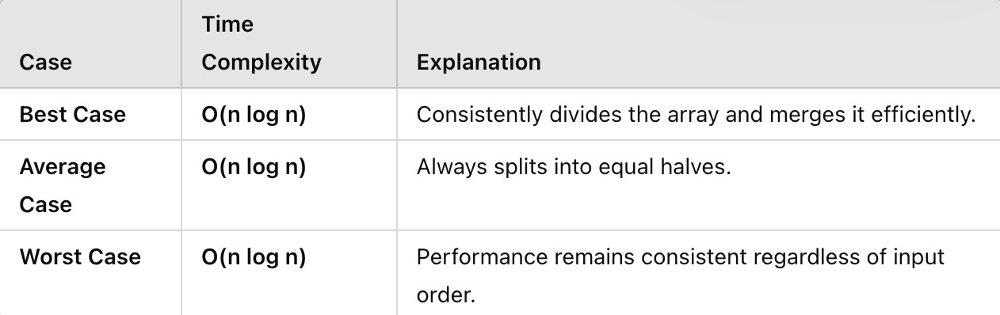 Time
Case Complexity Explanation
Best Case O(n log n) Consistently divides the array and merges it efficiently.
Average O(n log n) Always splits into equal halves.
Case
Worst Case O(n log n) Performance remains consistent regardless of input
order.